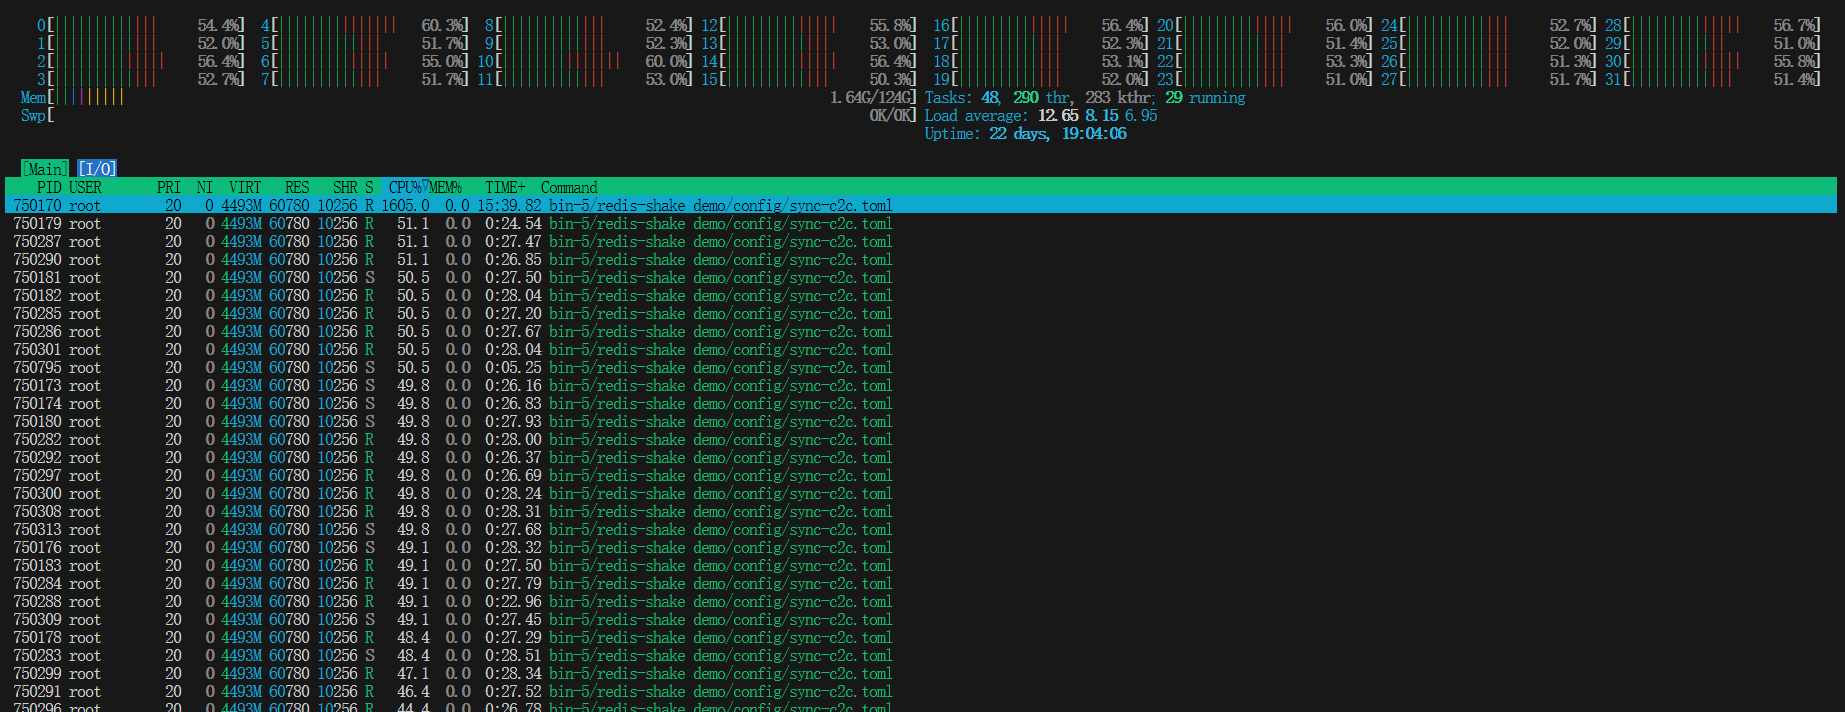 0[ 54.4%] 4[ 60.3%] 8[ 52.4%] 12[ 55.8%] 16[ 56.4%] 20[ 56.0%] 24[ 52.7%] 28[ 56.7%]
1[ 52.0%] 5[ 51.7%] 9[ 52.3%] 13[ 53.0%] 17[ 52.3%] 21[ 51.4%] 25[ 52.0%] 29[ 51.0%]
2[ 56.4%] 6[ 55.0%] 10[ 60.0%] 14[ 56.4%] 18[ 53.1%] 22[ 53.3%] 26[ 51.3%] 30[ 55.8%]
3[ 52.7%] 7[ 51.7%] 11[ 53.0%] 15[ 50.3%] 19[ 52.0%] 23[ 51.0%] 27[ 51.7%] 31[ 51.4%]
Mem[ 1.64G/124G] Tasks: 48, 290 thr, 283 kthr; 29 running
Swp[ 0K/0K] Load average: 12.65 8.15 6.95
Uptime: 22 days, 19:04:06
[Main] [I/O]
PID USER PRI NI VIRT RES SHR S CPU%▽MEM% TIME+ Command
750170 root 20 0 4493M 60780 10256 R 1605.0 0.0 15:39.82 bin-5/redis-shake demo/config/sync-c2c.toml
750179 root 20 0 4493M 60780 10256 R 51.1 0.0 0:24.54 bin-5/redis-shake demo/config/sync-c2c.toml
750287 root 20 0 4493M 60780 10256 R 51.1 0.0 0:27.47 bin-5/redis-shake demo/config/sync-c2c.toml
750290 root 20 0 4493M 60780 10256 R 51.1 0.0 0:26.85 bin-5/redis-shake demo/config/sync-c2c.toml
750181 root 20 0 4493M 60780 10256 S 50.5 0.0 0:27.50 bin-5/redis-shake demo/config/sync-c2c.toml
750182 root 20 0 4493M 60780 10256 R 50.5 0.0 0:28.04 bin-5/redis-shake demo/config/sync-c2c.toml
750285 root 20 0 4493M 60780 10256 R 50.5 0.0 0:27.20 bin-5/redis-shake demo/config/sync-c2c.toml
750286 root 20 0 4493M 60780 10256 R 50.5 0.0 0:27.67 bin-5/redis-shake demo/config/sync-c2c.toml
750301 root 20 0 4493M 60780 10256 R 50.5 0.0 0:28.04 bin-5/redis-shake demo/config/sync-c2c.toml
750795 root 20 0 4493M 60780 10256 S 50.5 0.0 0:05.25 bin-5/redis-shake demo/config/sync-c2c.toml
750173 root 20 0 4493M 60780 10256 S 49.8 0.0 0:26.16 bin-5/redis-shake demo/config/sync-c2c.toml
750174 root 20 0 4493M 60780 10256 S 49.8 0.0 0:26.83 bin-5/redis-shake demo/config/sync-c2c.toml
750180 root 20 0 4493M 60780 10256 S 49.8 0.0 0:27.93 bin-5/redis-shake demo/config/sync-c2c.toml
750282 root 20 0 4493M 60780 10256 R 49.8 0.0 0:28.00 bin-5/redis-shake demo/config/sync-c2c.toml
750292 root 20 0 4493M 60780 10256 R 49.8 0.0 0:26.37 bin-5/redis-shake demo/config/sync-c2c.toml
750297 root 20 0 4493M 60780 10256 R 49.8 0.0 0:26.69 bin-5/redis-shake demo/config/sync-c2c.toml
750300 root 20 0 4493M 60780 10256 R 49.8 0.0 0:28.24 bin-5/redis-shake demo/config/sync-c2c.toml
750308 root 20 0 4493M 60780 10256 R 49.8 0.0 0:28.31 bin-5/redis-shake demo/config/sync-c2c.toml
750313 root 20 0 4493M 60780 10256 S 49.8 0.0 0:27.68 bin-5/redis-shake demo/config/sync-c2c.toml
750176 root 20 0 4493M 60780 10256 S 49.1 0.0 0:28.32 bin-5/redis-shake demo/config/sync-c2c.toml
750183 root 20 0 4493M 60780 10256 R 49.1 0.0 0:27.50 bin-5/redis-shake demo/config/sync-c2c.toml
750284 root 20 0 4493M 60780 10256 R 49.1 0.0 0:27.79 bin-5/redis-shake demo/config/sync-c2c.toml
750288 root 20 0 4493M 60780 10256 R 49.1 0.0 0:22.96 bin-5/redis-shake demo/config/sync-c2c.toml
750309 root 20 0 4493M 60780 10256 S 49.1 0.0 0:27.45 bin-5/redis-shake demo/config/sync-c2c.toml
750178 root 20 0 4493M 60780 10256 R 48.4 0.0 0:27.29 bin-5/redis-shake demo/config/sync-c2c.toml
750283 root 20 0 4493M 60780 10256 S 48.4 0.0 0:28.51 bin-5/redis-shake demo/config/sync-c2c.toml
750299 root 20 0 4493M 60780 10256 R 47.1 0.0 0:28.34 bin-5/redis-shake demo/config/sync-c2c.toml
750291 root 20 0 4493M 60780 10256 R 46.4 0.0 0:27.52 bin-5/redis-shake demo/config/sync-c2c.toml
750296 root 20 0 4493M 60780 10256 R 44.4 0.0 0:26.78 bin-5/redis-shake demo/config/sync-c2c.toml